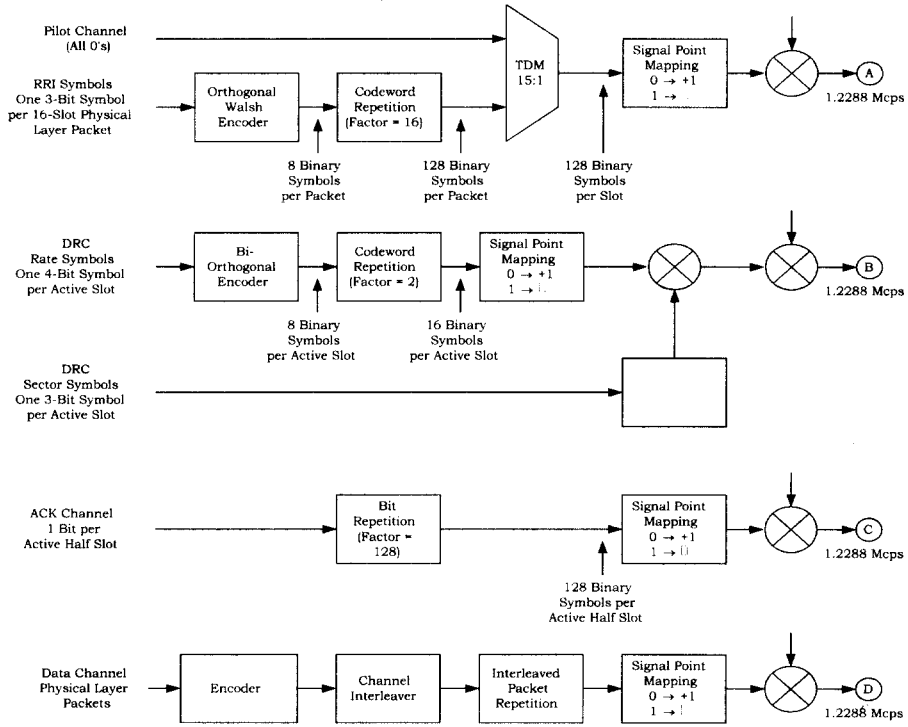 Pilot Channel
(All 0's)
TDM
15:1
Signal Point
Mapping
0 → +1
1 →
A
1.2288 Mcps
RRI Symbols
One 3-Bit Symbol
per 16-Slot Physical
Layer Packet
Orthogonal
Walsh
Encoder
Codeword
Repetition
(Factor = 16)
8 Binary
Symbols
per Packet
128 Binary
Symbols
per Packet
128 Binary
Symbols
per Slot
DRC
Rate Symbols
One 4-Bit Symbol
per Active Slot
Bi-
Orthogonal
Encoder
Codeword
Repetition
(Factor = 2)
Signal Point
Mapping
0 → +1
1 →
B
1.2288 Mcps
8 Binary
Symbols
per Active Slot
16 Binary
Symbols
per Active Slot
DRC
Sector Symbols
One 3-Bit Symbol
per Active Slot
ACK Channel
1 Bit per
Active Half Slot
Bit
Repetition
(Factor =
128)
Signal Point
Mapping
0 → +1
1 →
C
1.2288 Mcps
128 Binary
Symbols per
Active Half Slot
Data Channel
Physical Layer
Packets
Encoder
Channel
Interleaver
Interleaved
Packet
Repetition
Signal Point
Mapping
0 → +1
1 →
D
1.2288 Mcps